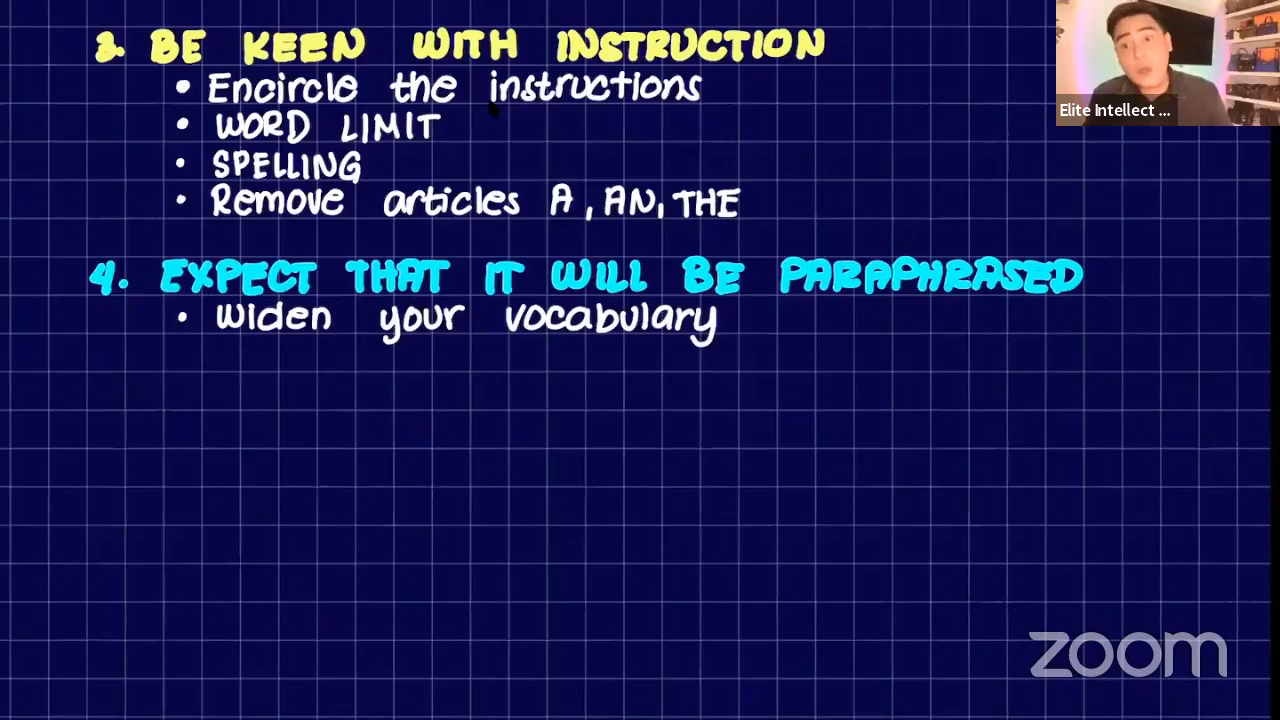 3. BE KEEN WITH INSTRUCTION
• Encircle the instructions
• WORD LIMIT
• SPELLING
• Remove articles A, AN, THE
4. EXPECT THAT IT WILL BE PARAPHRASED
• Widen your vocabulary
Elite Intellect ...
zoom